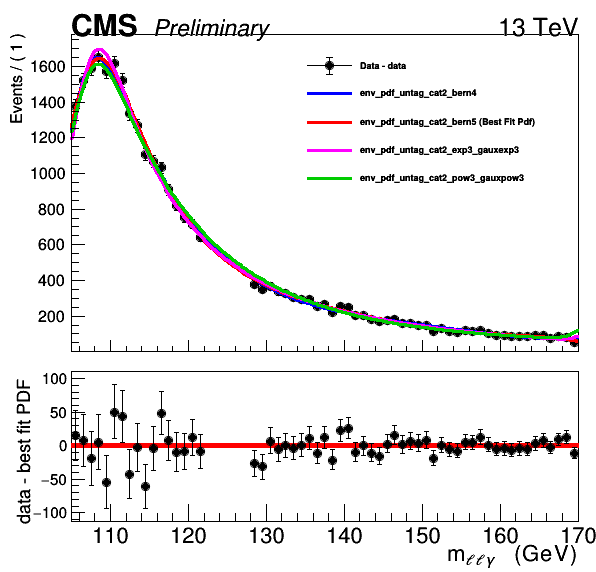 CMS Preliminary 13 TeV
Events / ( 1 )
1600
1400
1200
1000
800
600
400
200
Data - data
env_pdf_untag_cat2_bern4
env_pdf_untag_cat2_bern5 (Best Fit Pdf)
env_pdf_untag_cat2_exp3_gauxexp3
env_pdf_untag_cat2_pow3_gauxpow3
data - best fit PDF
100
50
0
−50
−100
110 120 130 140 150 160 170
mℓℓγ (GeV)